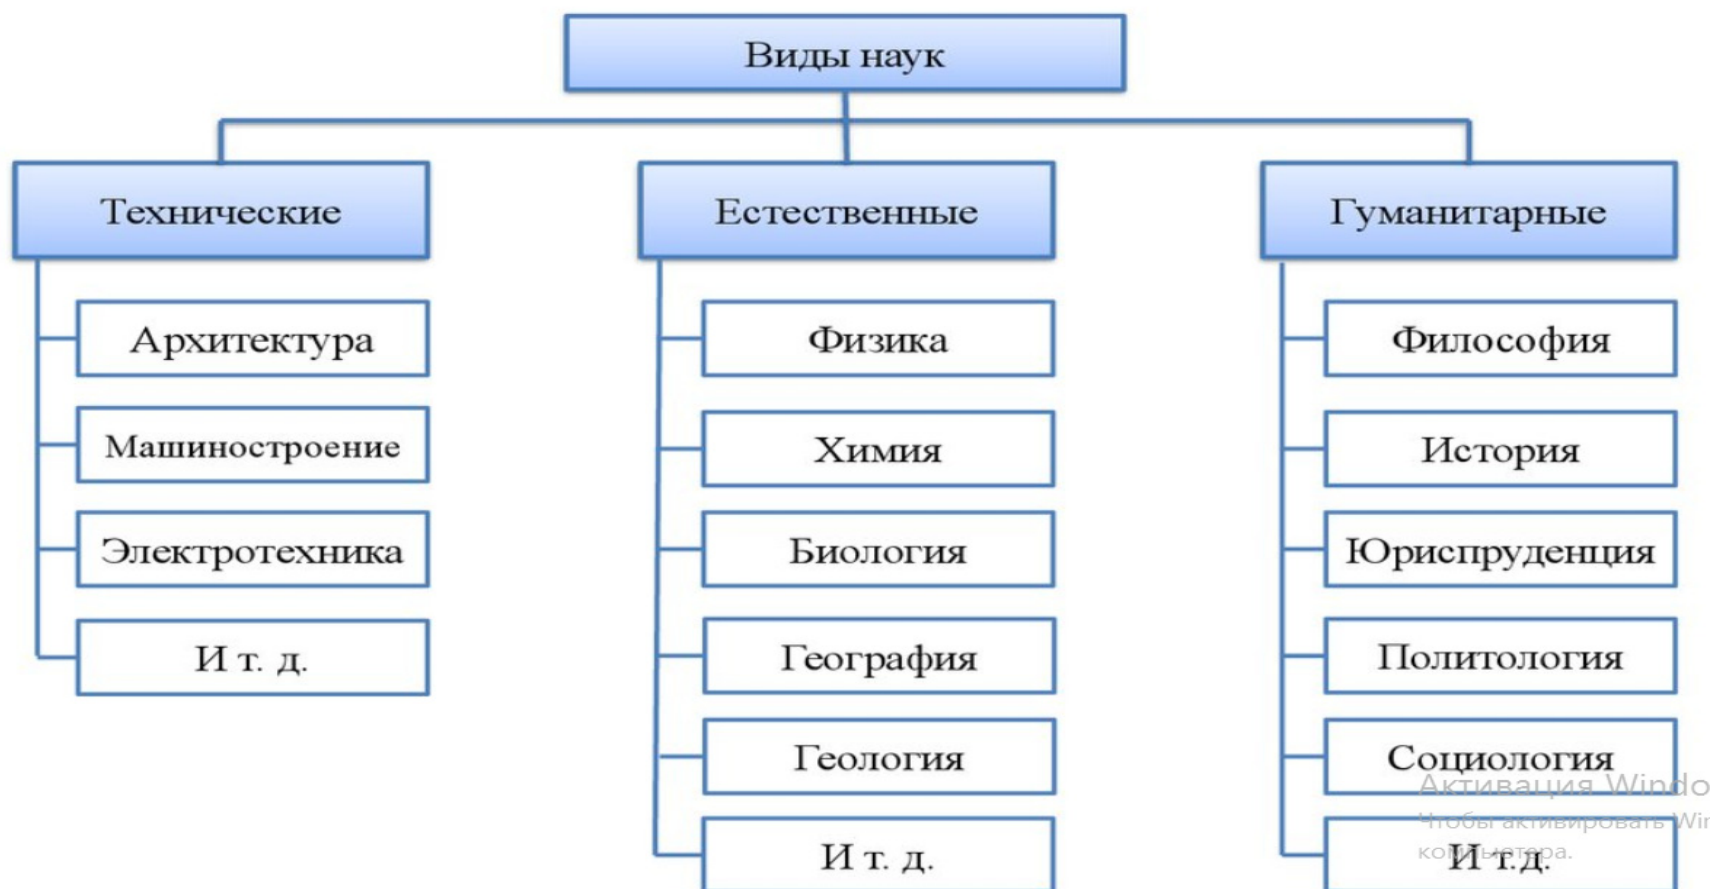 Виды наук
Технические
Естественные
Гуманитарные
Архитектура
Машиностроение
Электротехника
И т. д.
Физика
Химия
Биология
География
Геология
И т. д.
Философия
История
Юриспруденция
Политология
Социология
И т.д.
Активация Windo
Чтобы активировать Win
компьютера.